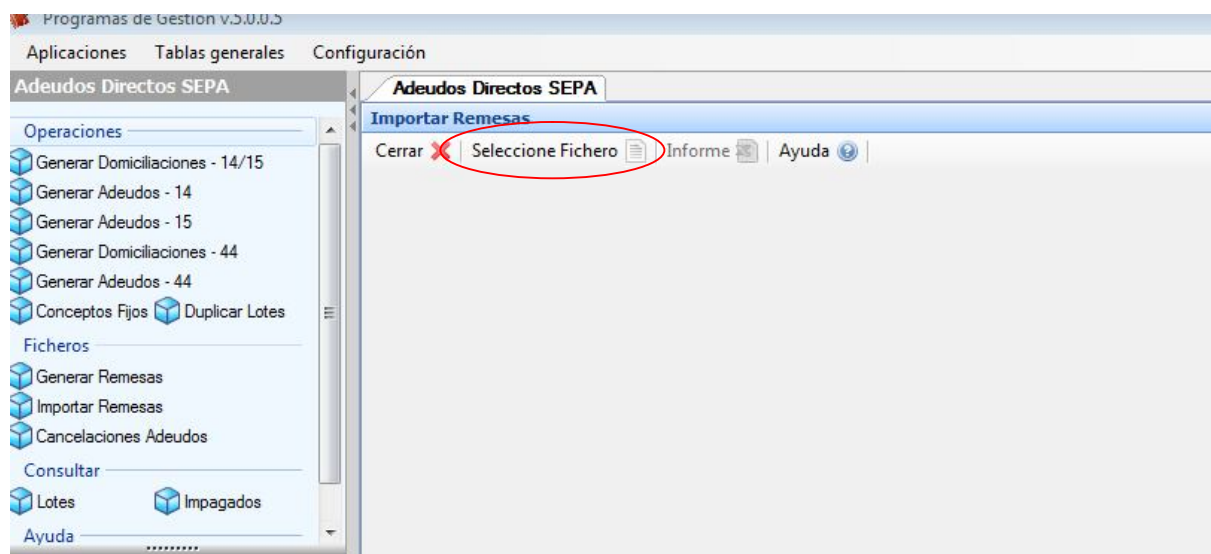 Programas de Gestión v.5.0.0.5
Aplicaciones Tablas generales Configuración
Adeudos Directos SEPA
Operaciones
Generar Domiciliaciones - 14/15
Generar Adeudos - 14
Generar Adeudos - 15
Generar Domiciliaciones - 44
Generar Adeudos - 44
Conceptos Fijos Duplicar Lotes
Ficheros
Generar Remesas
Importar Remesas
Cancelaciones Adeudos
Consultar
Lotes Impagados
Ayuda
Adeudos Directos SEPA
Importar Remesas
Cerrar Seleccione Fichero Informe Ayuda